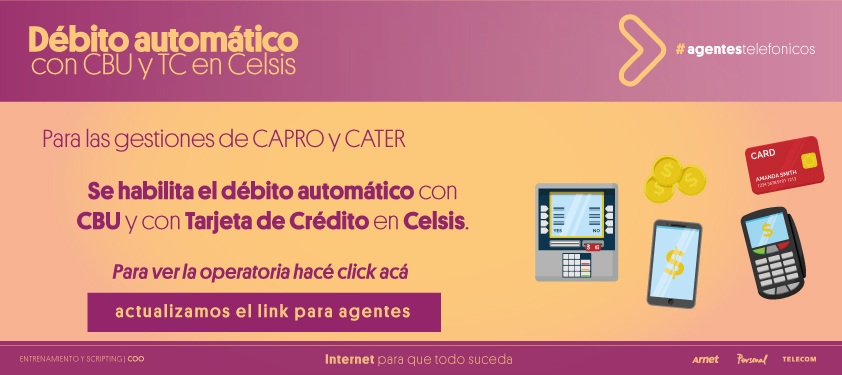 Débito automático
con CBU y TC en Celsis
#agentestelefonicos
Para las gestiones de CAPRO y CATER
Se habilita el débito automático con
CBU y con Tarjeta de Crédito en Celsis.
Para ver la operatoria hacé click acá
actualizamos el link para agentes
CARD
AMANDA SMITH
YES NO
$
$
$
ENTRENAMIENTO Y SCRIPTING | COO
Internet para que todo suceda
arnet Personal TELECOM